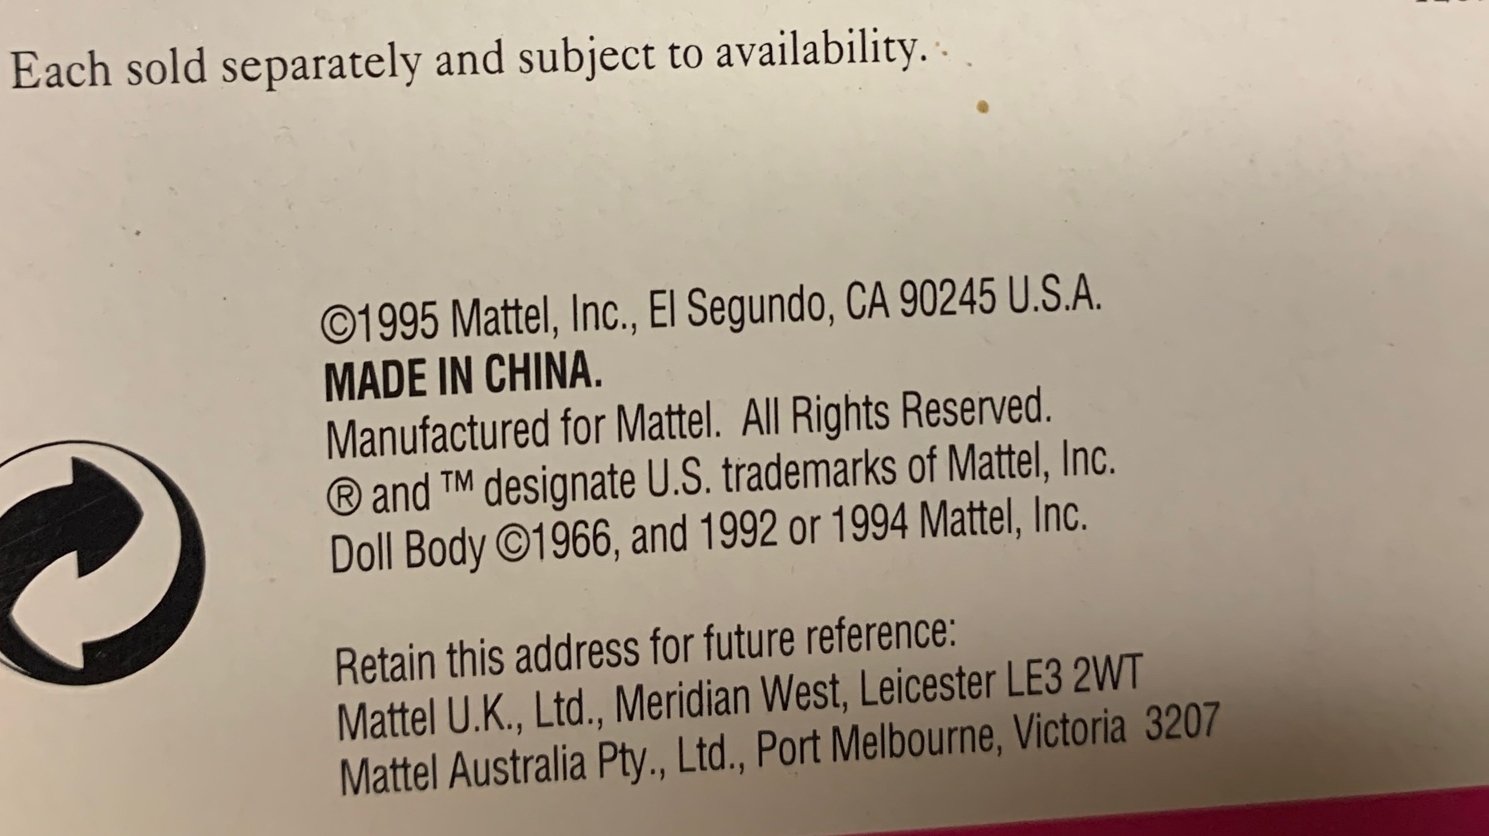 Each sold separately and subject to availability.
©1995 Mattel, Inc., El Segundo, CA 90245 U.S.A.
MADE IN CHINA.
Manufactured for Mattel. All Rights Reserved.
® and ™ designate U.S. trademarks of Mattel, Inc.
Doll Body ©1966, and 1992 or 1994 Mattel, Inc.
Retain this address for future reference:
Mattel U.K., Ltd., Meridian West, Leicester LE3 2WT
Mattel Australia Pty., Ltd., Port Melbourne, Victoria 3207